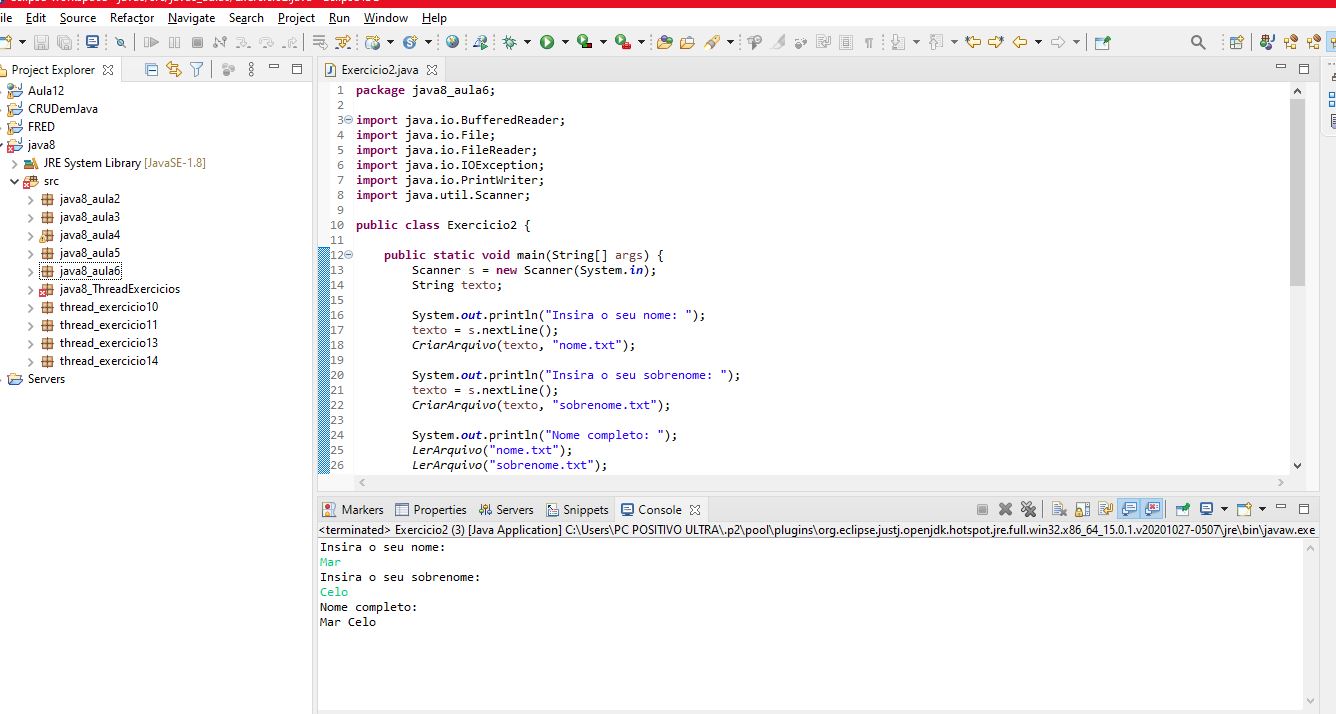 ile Edit Source Refactor Navigate Search Project Run Window Help
Project Explorer
Aula12
CRUDemJava
FRED
java8
JRE System Library [JavaSE-1.8]
src
java8_aula2
java8_aula3
java8_aula4
java8_aula5
java8_aula6
java8_ThreadExercicios
thread_exercicio10
thread_exercicio11
thread_exercicio13
thread_exercicio14
Servers
Exercicio2.java
1 package java8_aula6;
2
3 import java.io.BufferedReader;
4 import java.io.File;
5 import java.io.FileReader;
6 import java.io.IOException;
7 import java.io.PrintWriter;
8 import java.util.Scanner;
9
10 public class Exercicio2 {
11
12 public static void main(String[] args) {
13 Scanner s = new Scanner(System.in);
14 String texto;
15
16 System.out.println("Insira o seu nome: ");
17 texto = s.nextLine();
18 CriarArquivo(texto, "nome.txt");
19
20 System.out.println("Insira o seu sobrenome: ");
21 texto = s.nextLine();
22 CriarArquivo(texto, "sobrenome.txt");
23
24 System.out.println("Nome completo: ");
25 LerArquivo("nome.txt");
26 LerArquivo("sobrenome.txt");
Markers Properties Servers Snippets Console
<terminated> Exercicio2 (3) [Java Application] C:\Users\PC POSITIVO ULTRA\.p2\pool\plugins\org.eclipse.justj.openjdk.hotspot.jre.full.win32.x86_64_15.0.1.v20201027-0507\jre\bin\javaw.exe
Insira o seu nome:
Mar
Insira o seu sobrenome:
Celo
Nome completo:
Mar Celo